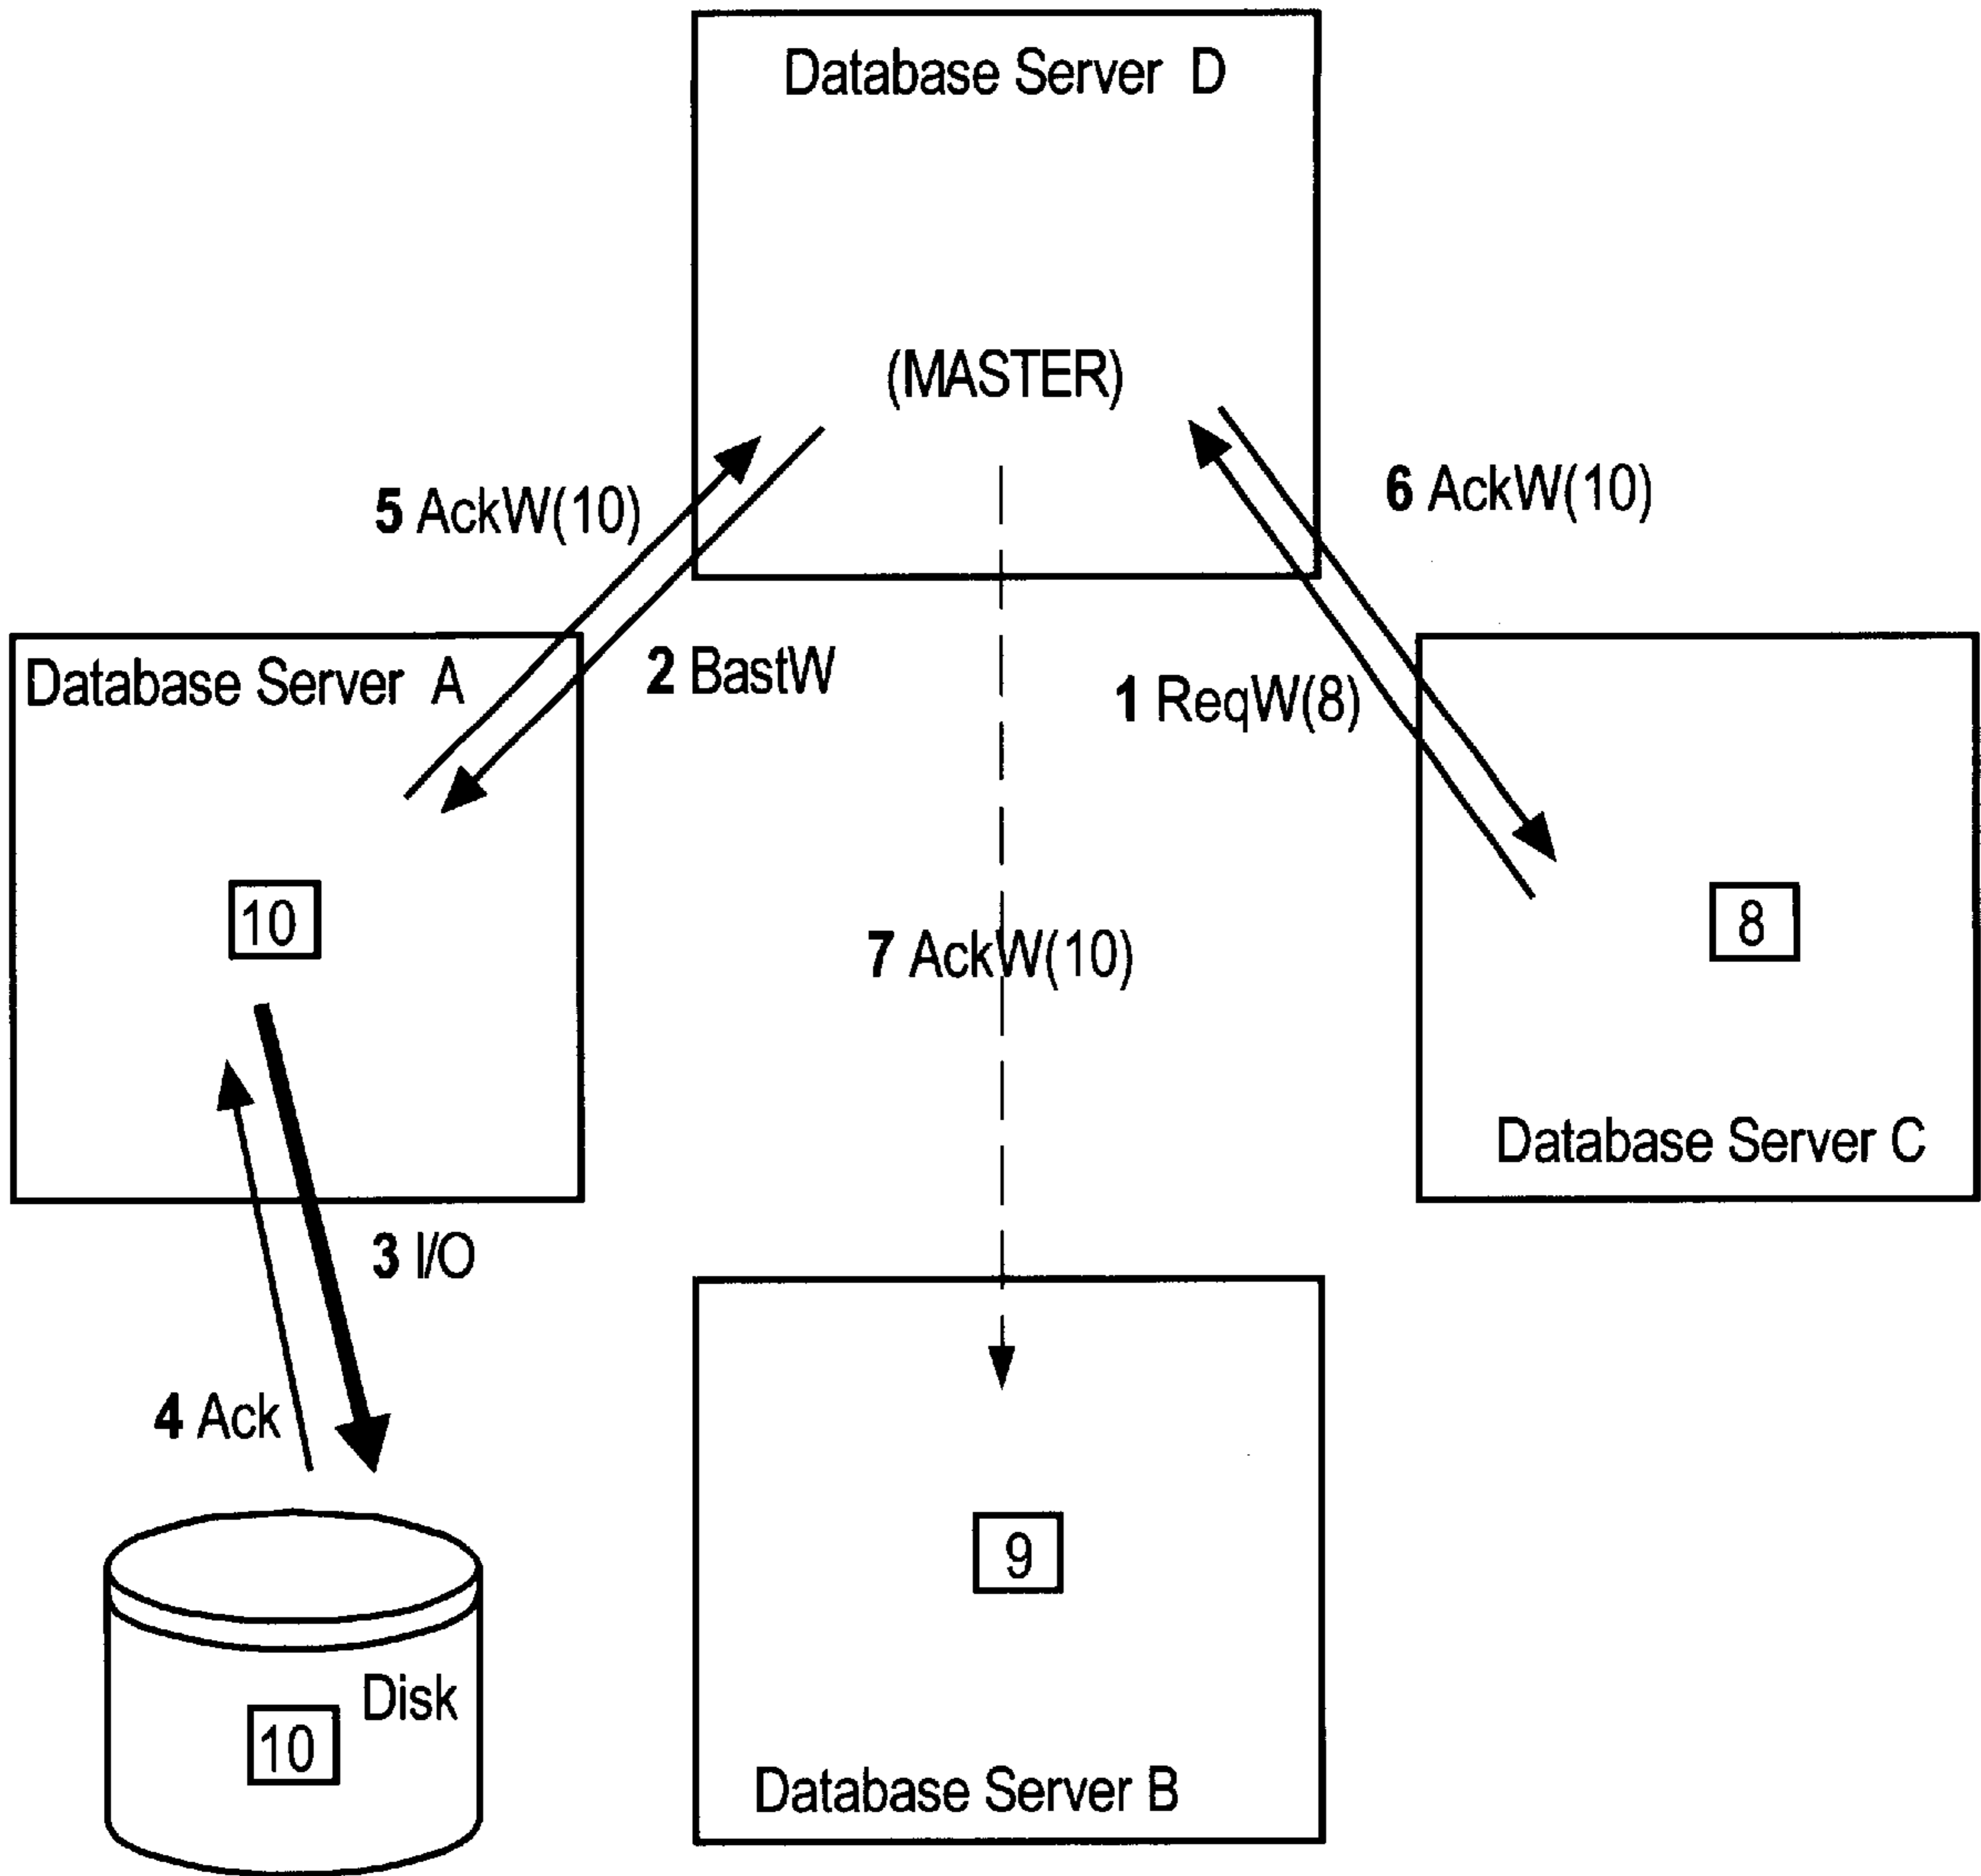 Database Server D
(MASTER)
5 AckW(10)
6 AckW(10)
2 BastW
1 ReqW(8)
Database Server A
10
7 AckW(10)
8
Database Server C
3 I/O
4 Ack
Disk
10
9
Database Server B